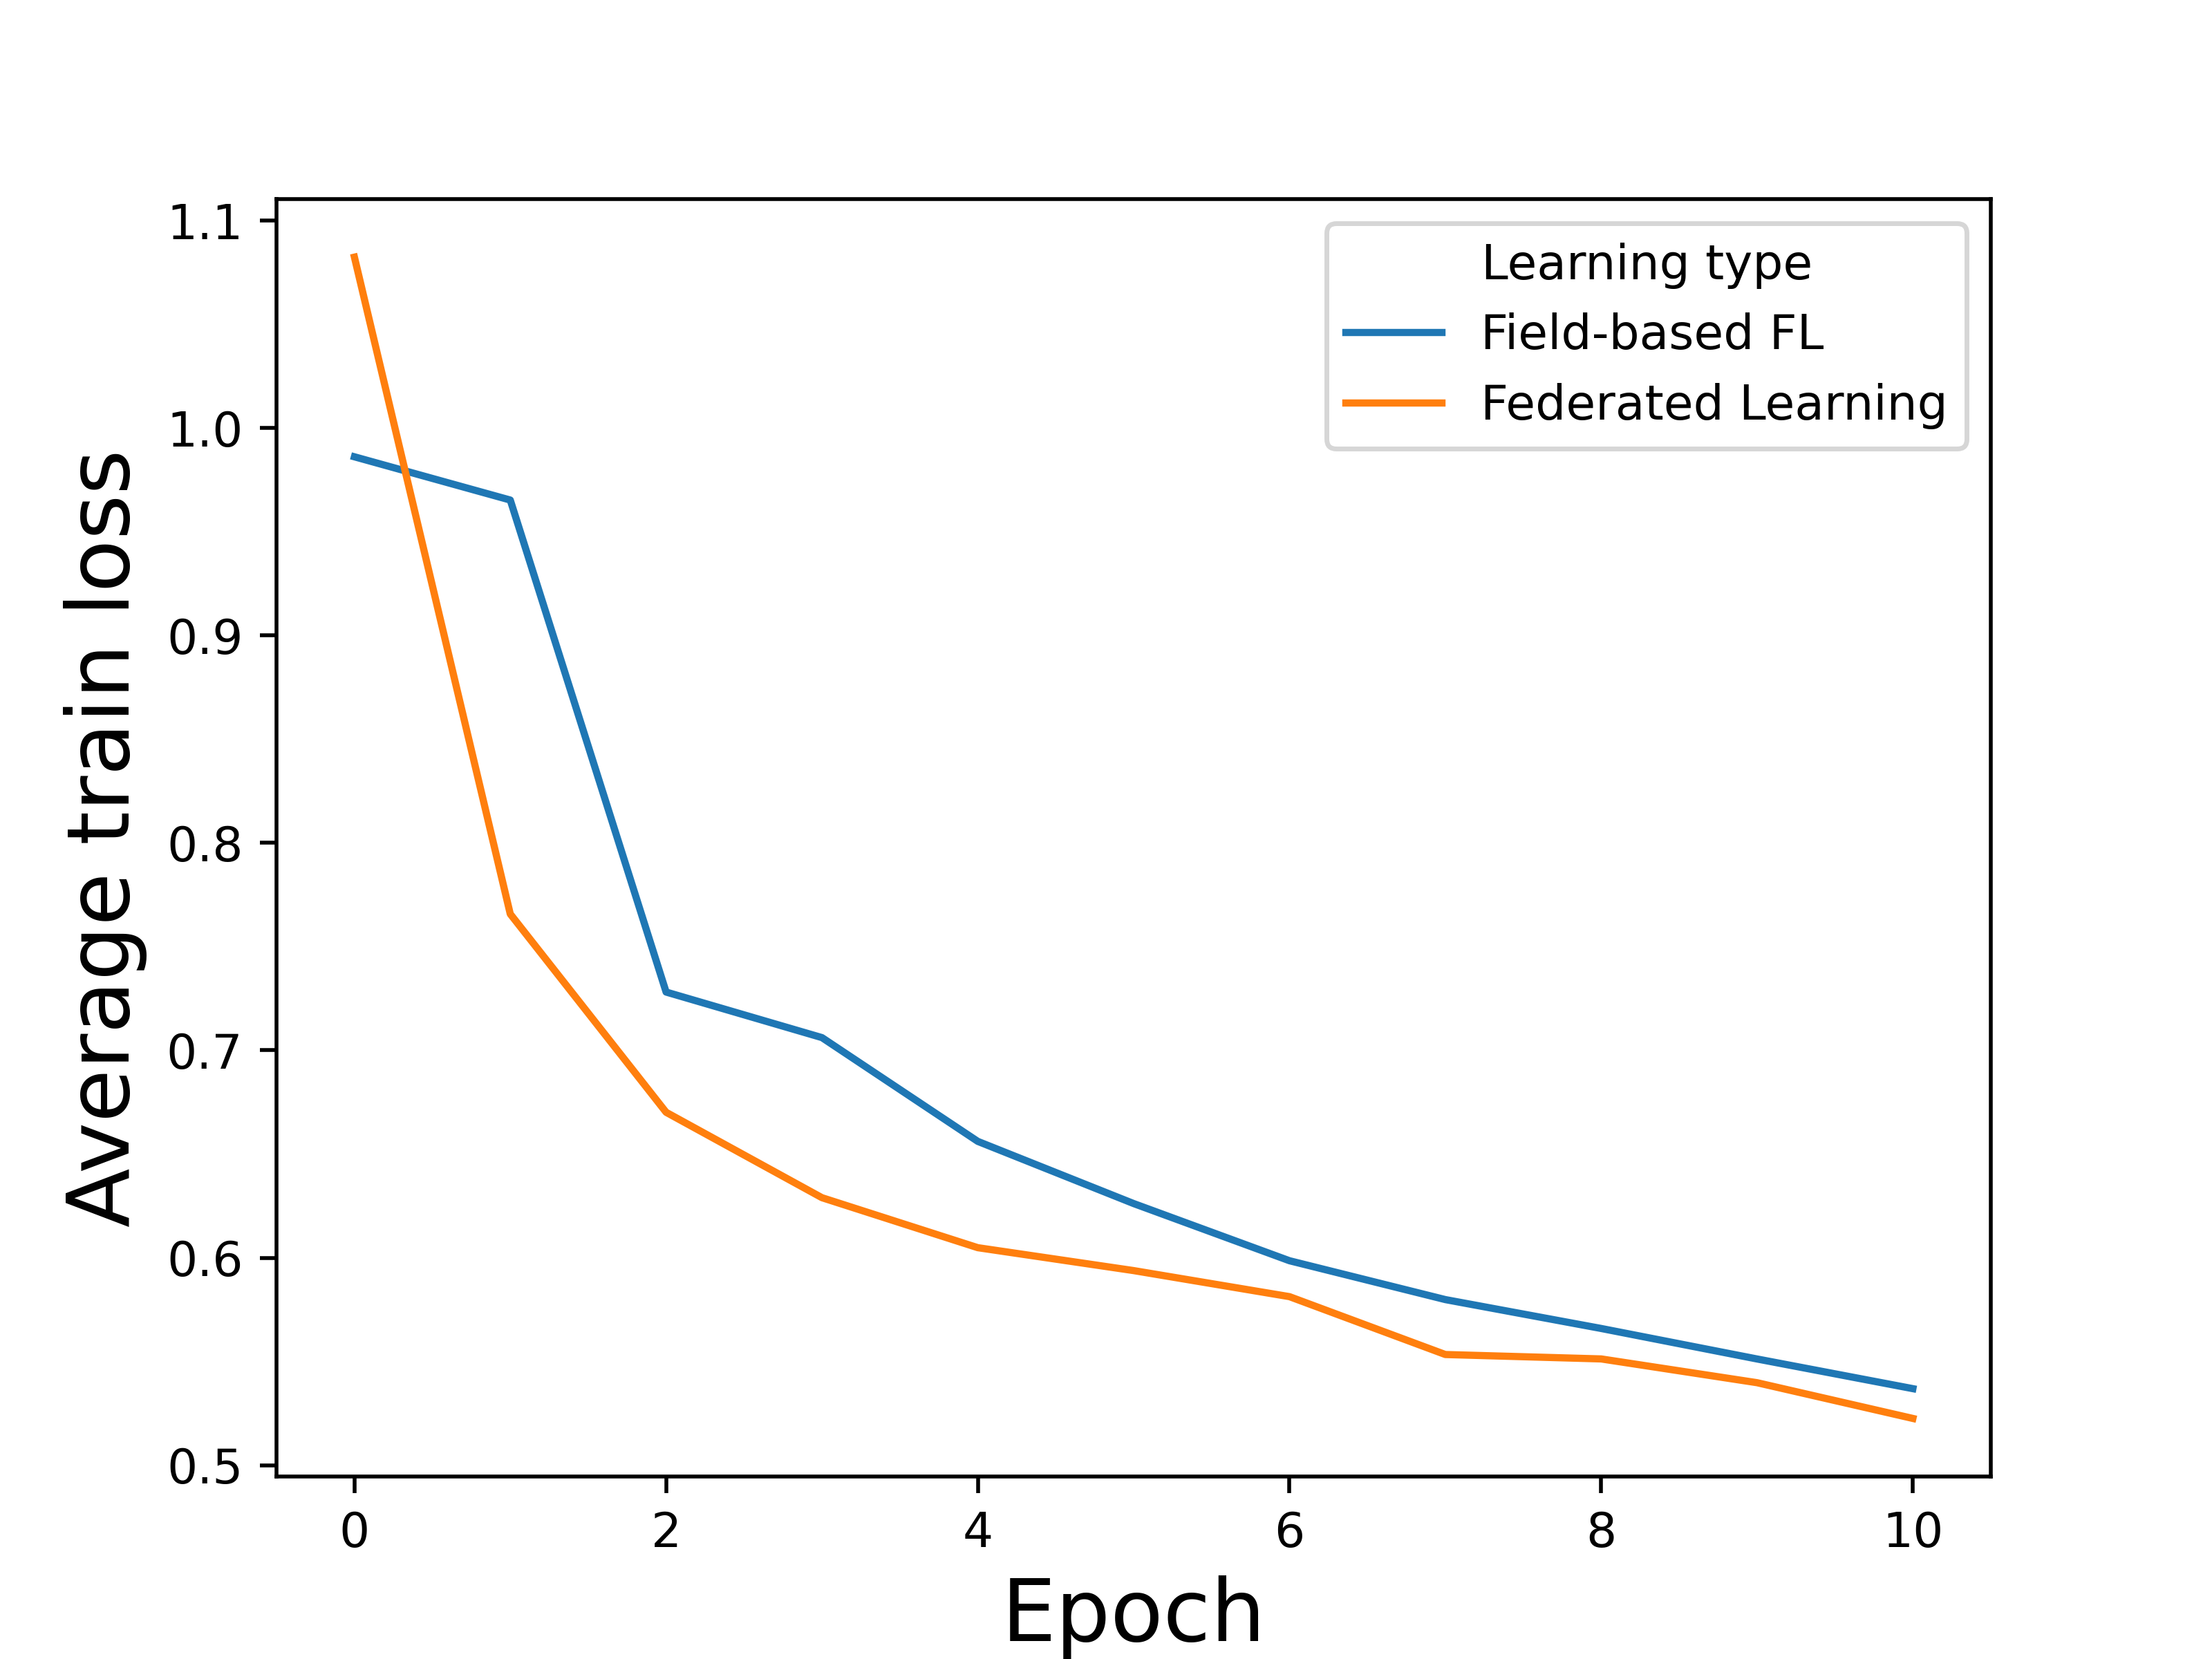 1.1
1.0
0.9
0.8
0.7
0.6
0.5
Average train loss
Learning type
Field-based FL
Federated Learning
0 2 4 6 8 10
Epoch